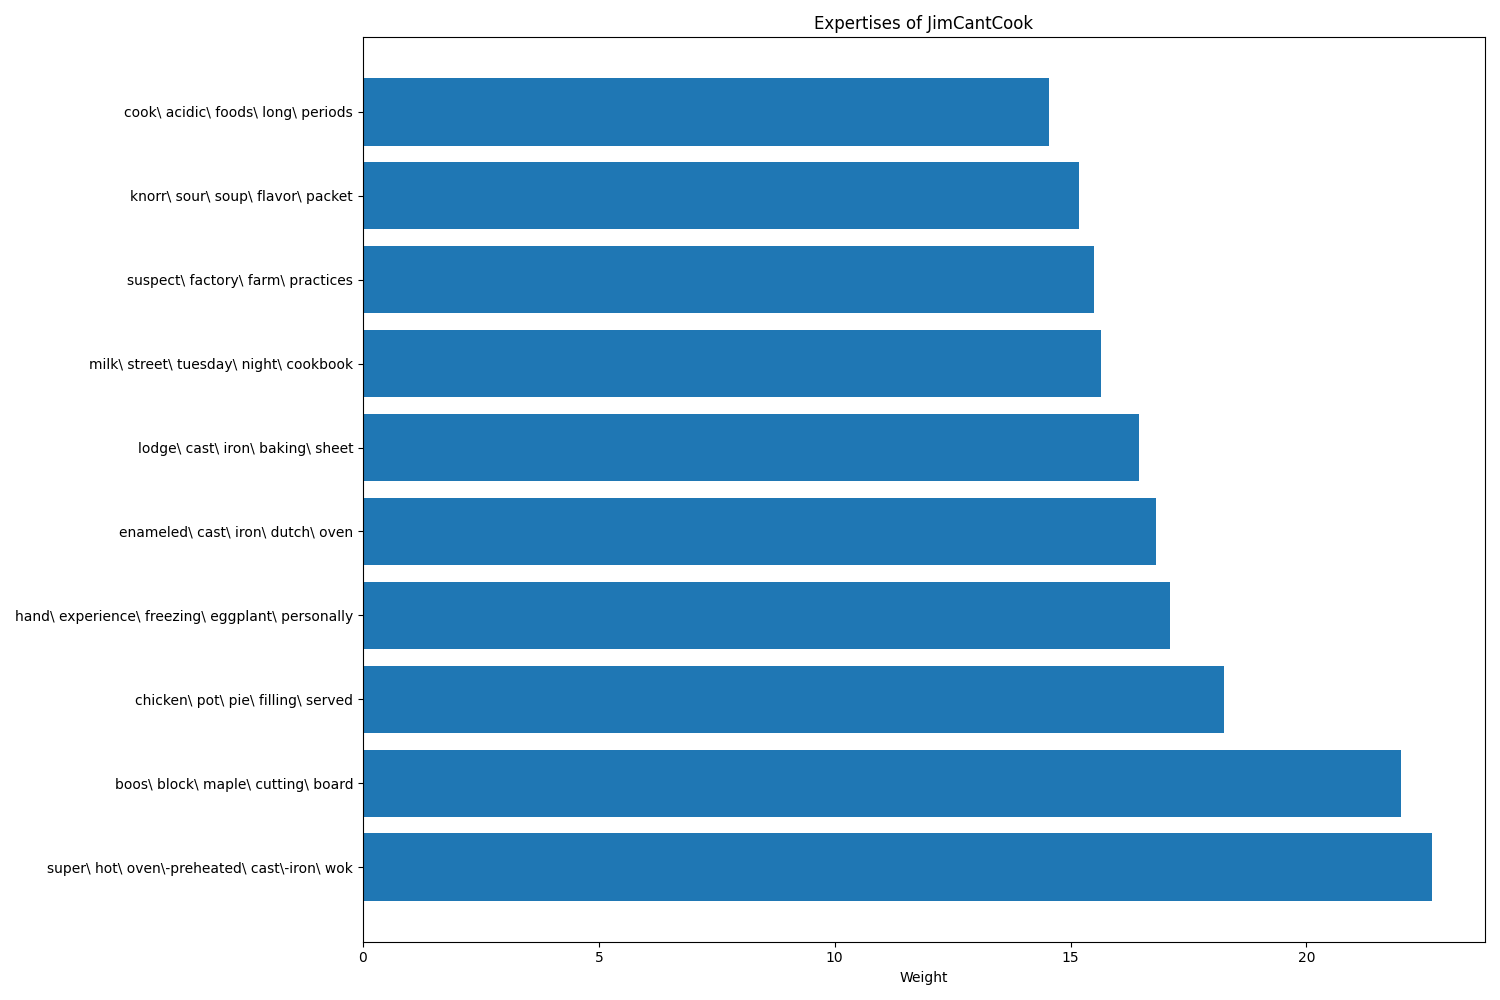 Expertises of JimCantCook
cook\ acidic\ foods\ long\ periods
knorr\ sour\ soup\ flavor\ packet
suspect\ factory\ farm\ practices
milk\ street\ tuesday\ night\ cookbook
lodge\ cast\ iron\ baking\ sheet
enameled\ cast\ iron\ dutch\ oven
hand\ experience\ freezing\ eggplant\ personally
chicken\ pot\ pie\ filling\ served
boos\ block\ maple\ cutting\ board
super\ hot\ oven\-preheated\ cast\-iron\ wok
0 5 10 15 20
Weight